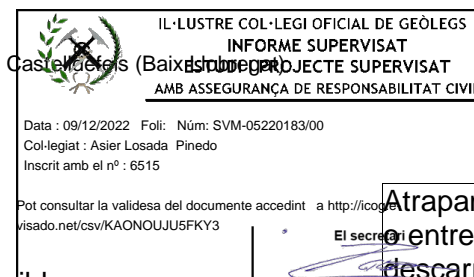 IL·LUSTRE COL·LEGI OFICIAL DE GEÒLEGS
INFORME SUPERVISAT
Castelldefels (Baix Llobregat)
ESTUDI / PROJECTE SUPERVISAT
AMB ASSEGURANÇA DE RESPONSABILITAT CIVI
Data : 09/12/2022 Foli: Núm: SVM-05220183/00
Col·legiat : Asier Losada Pinedo
Inscrit amb el nº : 6515
Pot consultar la validesa del documente accedint a http://icog.e
visado.net/csv/KAONOUJU5FKY3
Atrapar
El secretari
o entre
descarr